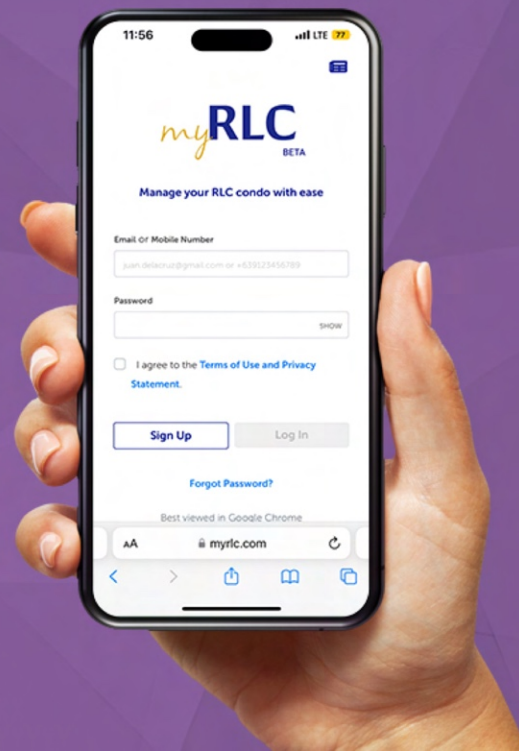 11:56
LTE 77
myRLC
BETA
Manage your RLC condo with ease
Email or Mobile Number
juan.delacruz@gmail.com or +639123456789
Password
SHOW
I agree to the Terms of Use and Privacy
Statement.
Sign Up
Log In
Forgot Password?
Best viewed in Google Chrome
AA
myrlc.com